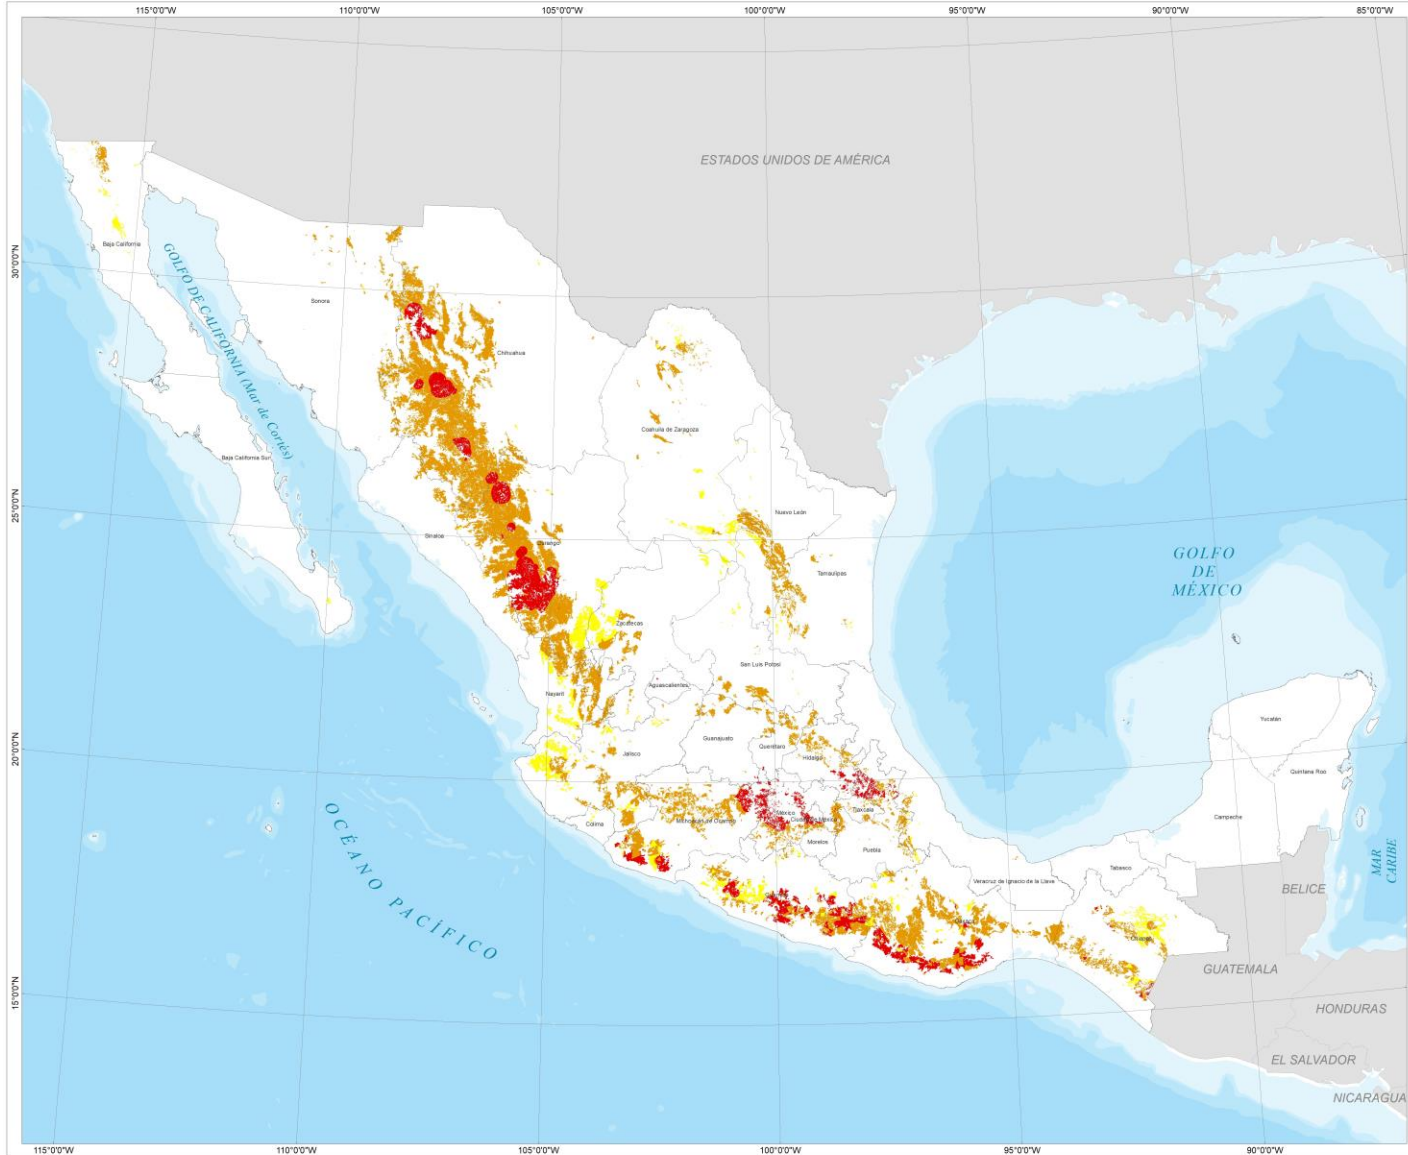 115°0'0"W
110°0'0"W
105°0'0"W
100°0'0"W
95°0'0"W
90°0'0"W
85°0'0"W
ESTADOS UNIDOS DE AMÉRICA
30°0'0"N
Baja California
GOLFO DE CALIFORNIA (Mar de Cortés)
Sonora
Chihuahua
Coahuila de Zaragoza
Baja California Sur
25°0'0"N
Nuevo León
Sinaloa
Durango
Tamaulipas
GOLFO
DE
MÉXICO
Zacatecas
San Luis Potosí
Aguascalientes
Nayarit
Yucatán
20°0'0"N
Jalisco
Guanajuato
Querétaro
Hidalgo
Quintana Roo
OCÉANO PACÍFICO
Colima
México
Tlaxcala
Campeche
Morelos
Puebla
MAR
CARIBE
Tabasco
Veracruz de Ignacio de la Llave
BELICE
Oaxaca
Chiapas
GUATEMALA
15°0'0"N
HONDURAS
EL SALVADOR
NICARAGUA
115°0'0"W
110°0'0"W
105°0'0"W
100°0'0"W
95°0'0"W
90°0'0"W